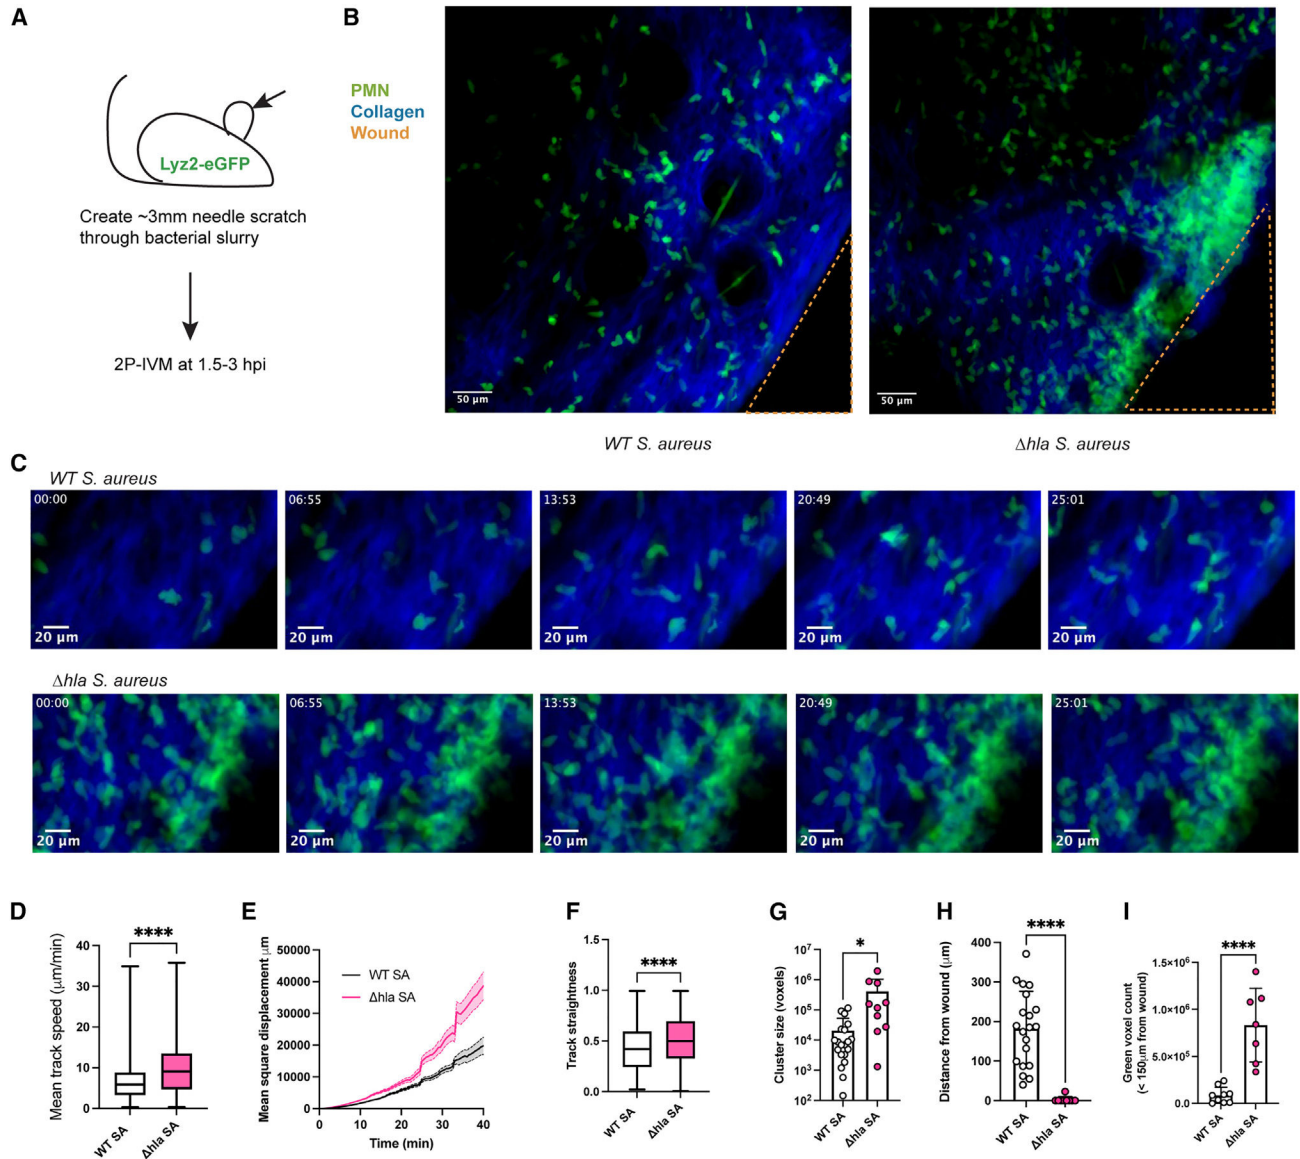 A
Lyz2-eGFP
Create ~3mm needle scratch
through bacterial slurry
2P-IVM at 1.5-3 hpi
B
PMN
Collagen
Wound
50 μm
50 μm
WT S. aureus
Δhla S. aureus
C
WT S. aureus
00:00
06:55
13:53
20:49
25:01
20 μm
20 μm
20 μm
20 μm
20 μm
Δhla S. aureus
00:00
06:55
13:53
20:49
25:01
20 μm
20 μm
20 μm
20 μm
20 μm
D
Mean track speed (μm/min)
40
30
20
10
0
****
WT SA
Δhla SA
E
Mean square displacement μm
50000
40000
30000
20000
10000
0
WT SA
Δhla SA
0
10
20
30
40
Time (min)
F
Track straightness
1.5
1.0
0.5
0.0
****
WT SA
Δhla SA
G
Cluster size (voxels)
10⁷
10⁶
10⁵
10⁴
10³
10²
*
WT SA
Δhla SA
H
Distance from wound (μm)
400
300
200
100
0
****
WT SA
Δhla SA
I
Green voxel count
(< 150μm from wound)
1.5×10⁶
1.0×10⁶
5.0×10⁵
0.0
****
WT SA
Δhla SA